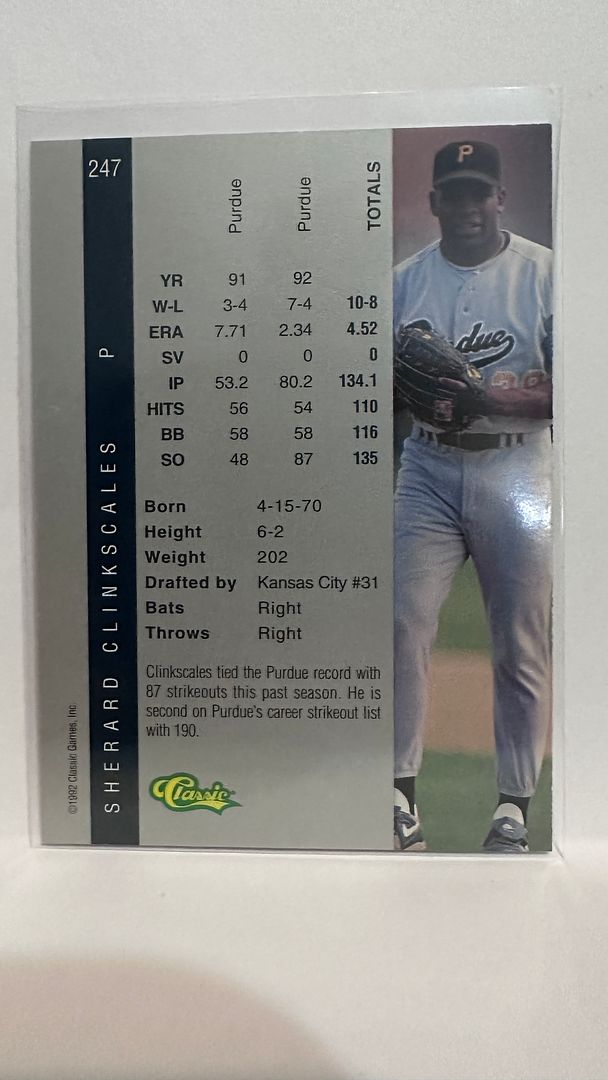 247
SHERARD CLINKSCALES P
©1992 Classic Games, Inc.
Purdue Purdue TOTALS
YR 91 92
W-L 3-4 7-4 10-8
ERA 7.71 2.34 4.52
SV 0 0 0
IP 53.2 80.2 134.1
HITS 56 54 110
BB 58 58 116
SO 48 87 135
Born 4-15-70
Height 6-2
Weight 202
Drafted by Kansas City #31
Bats Right
Throws Right
Clinkscales tied the Purdue record with
87 strikeouts this past season. He is
second on Purdue's career strikeout list
with 190.
Classic
P